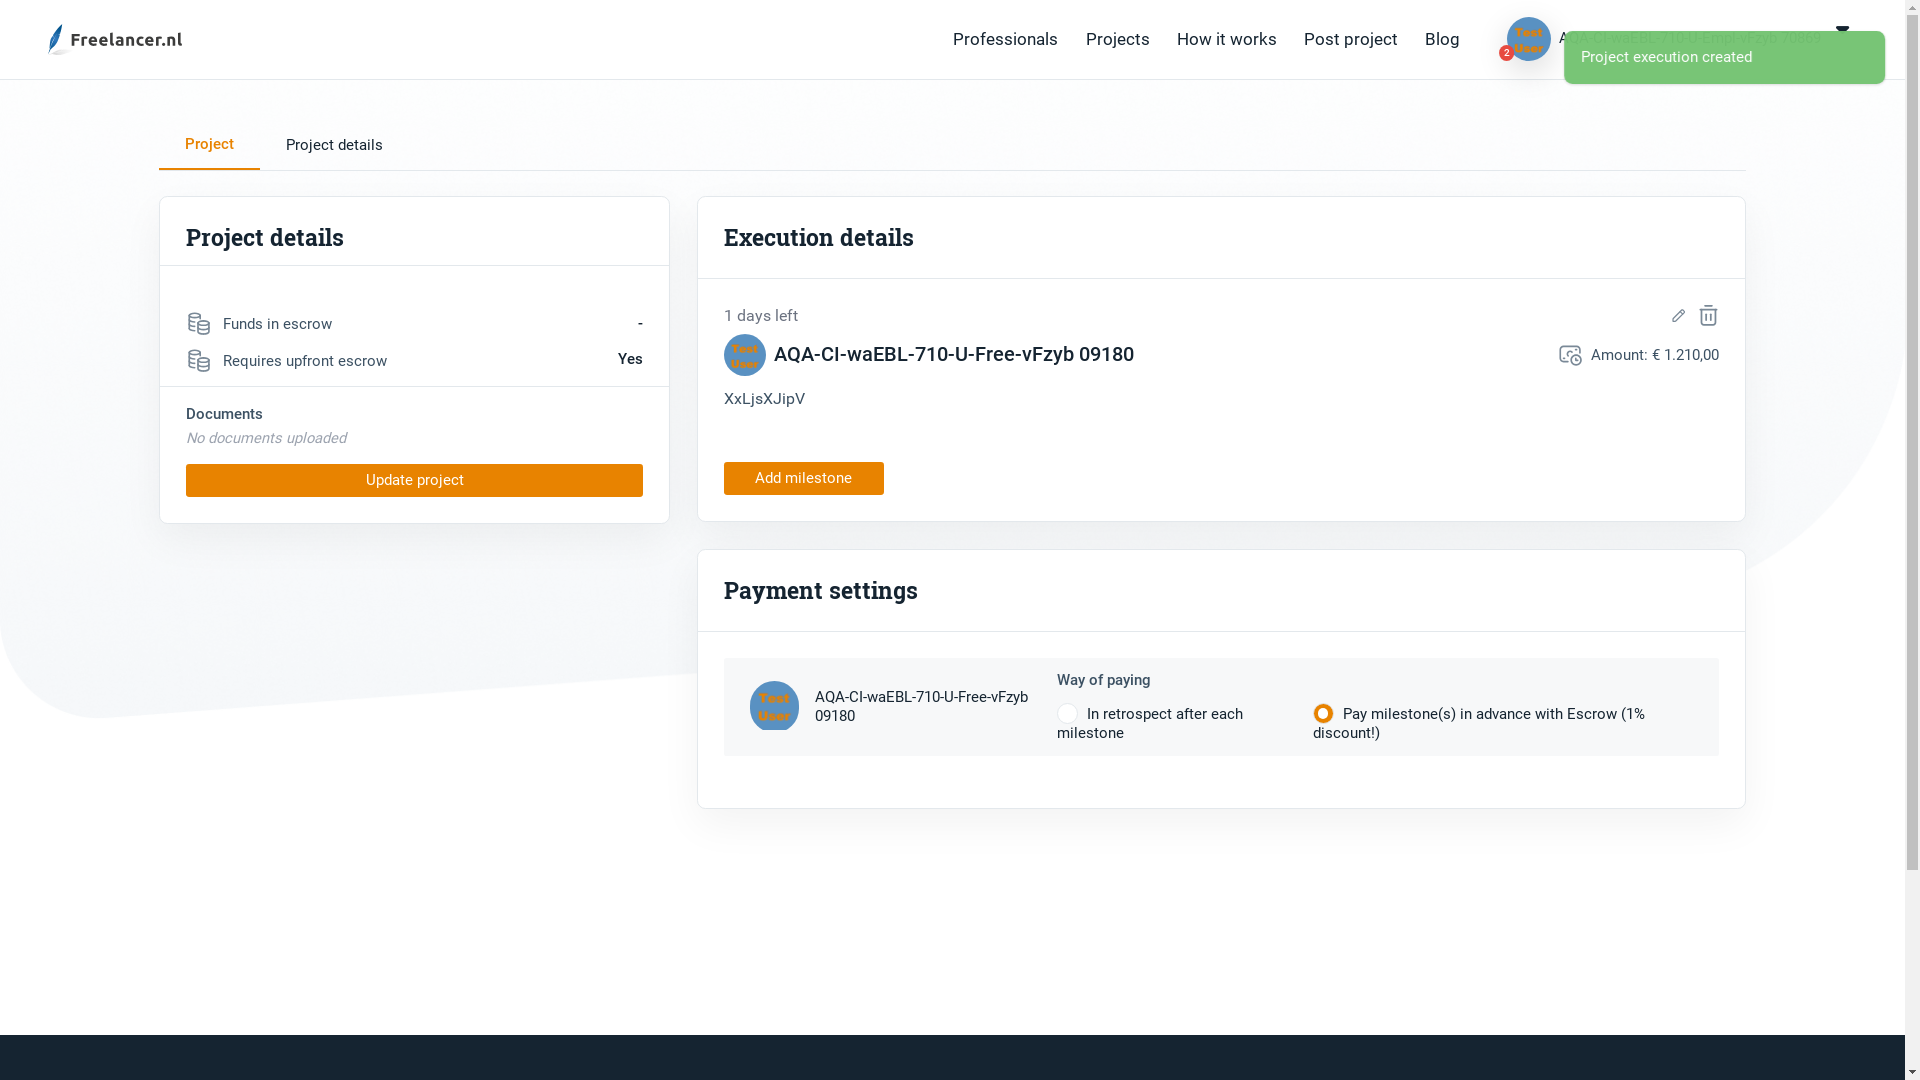 Freelancer.nl
Professionals
Projects
How it works
Post project
Blog
2
Project execution created
Project
Project details
Project details
Funds in escrow
-
Requires upfront escrow
Yes
Documents
No documents uploaded
Update project
Execution details
1 days left
Test
User
AQA-CI-waEBL-710-U-Free-vFzyb 09180
Amount: € 1.210,00
XxLjsXJipV
Add milestone
Payment settings
Test
User
AQA-CI-waEBL-710-U-Free-vFzyb
09180
Way of paying
In retrospect after each
milestone
Pay milestone(s) in advance with Escrow (1%
discount!)